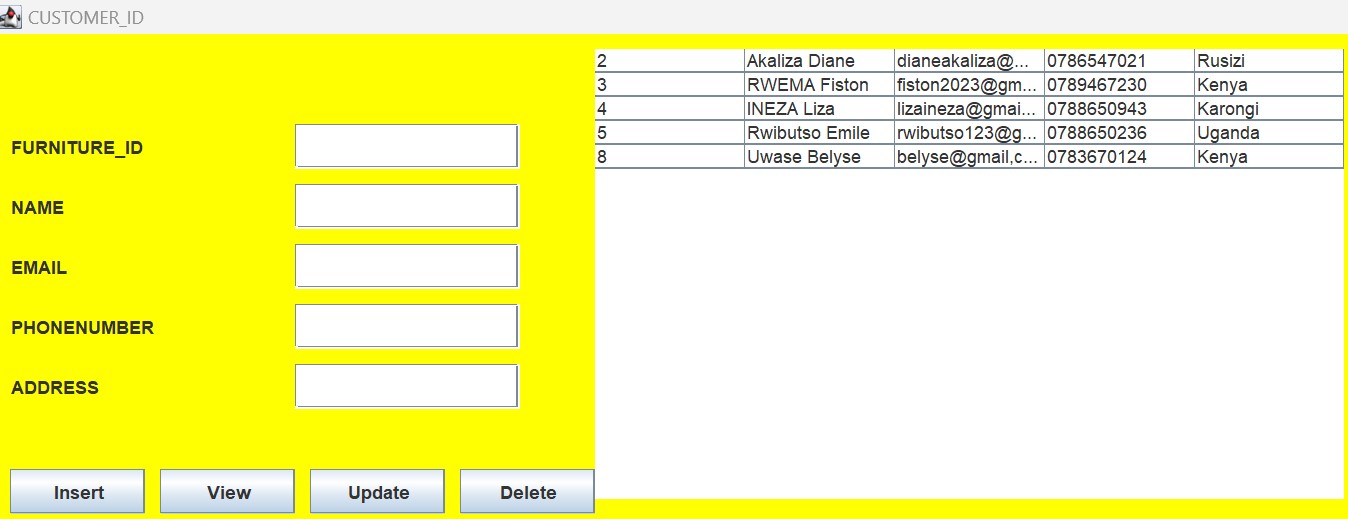 CUSTOMER_ID
FURNITURE_ID
NAME
EMAIL
PHONENUMBER
ADDRESS
Insert View Update Delete
2 Akaliza Diane dianeakaliza@... 0786547021 Rusizi
3 RWEMA Fiston fiston2023@gm... 0789467230 Kenya
4 INEZA Liza lizaineza@gmai... 0788650943 Karongi
5 Rwibutso Emile rwibutso123@g... 0788650236 Uganda
8 Uwase Belyse belyse@gmail,c... 0783670124 Kenya